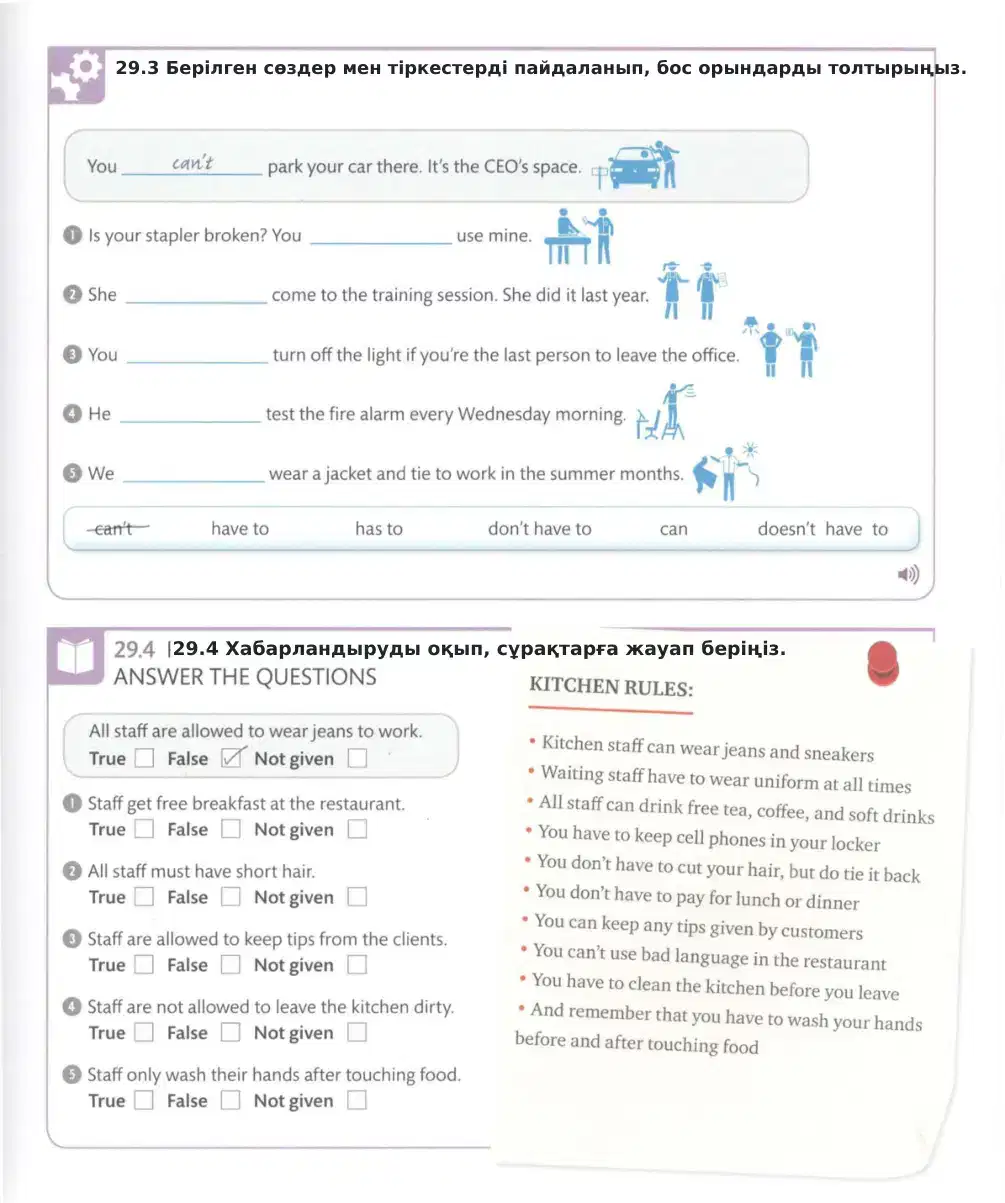 29.3 Берілген сөздер мен тіркестерді пайдаланып, бос орындарды толтырыңыз.
You can't park your car there. It's the CEO's space.
1 Is your stapler broken? You ____________ use mine.
2 She ____________ come to the training session. She did it last year.
3 You ____________ turn off the light if you're the last person to leave the office.
4 He ____________ test the fire alarm every Wednesday morning.
5 We ____________ wear a jacket and tie to work in the summer months.
can't have to has to don't have to can doesn't have to
29.4 29.4 Хабарландыруды оқып, сұрақтарға жауап беріңіз.
ANSWER THE QUESTIONS
All staff are allowed to wear jeans to work.
True False Not given
1 Staff get free breakfast at the restaurant.
True False Not given
2 All staff must have short hair.
True False Not given
3 Staff are allowed to keep tips from the clients.
True False Not given
4 Staff are not allowed to leave the kitchen dirty.
True False Not given
5 Staff only wash their hands after touching food.
True False Not given
KITCHEN RULES:
• Kitchen staff can wear jeans and sneakers
• Waiting staff have to wear uniform at all times
• All staff can drink free tea, coffee, and soft drinks
• You have to keep cell phones in your locker
• You don't have to cut your hair, but do tie it back
• You don't have to pay for lunch or dinner
• You can keep any tips given by customers
• You can't use bad language in the restaurant
• You have to clean the kitchen before you leave
• And remember that you have to wash your hands
before and after touching food